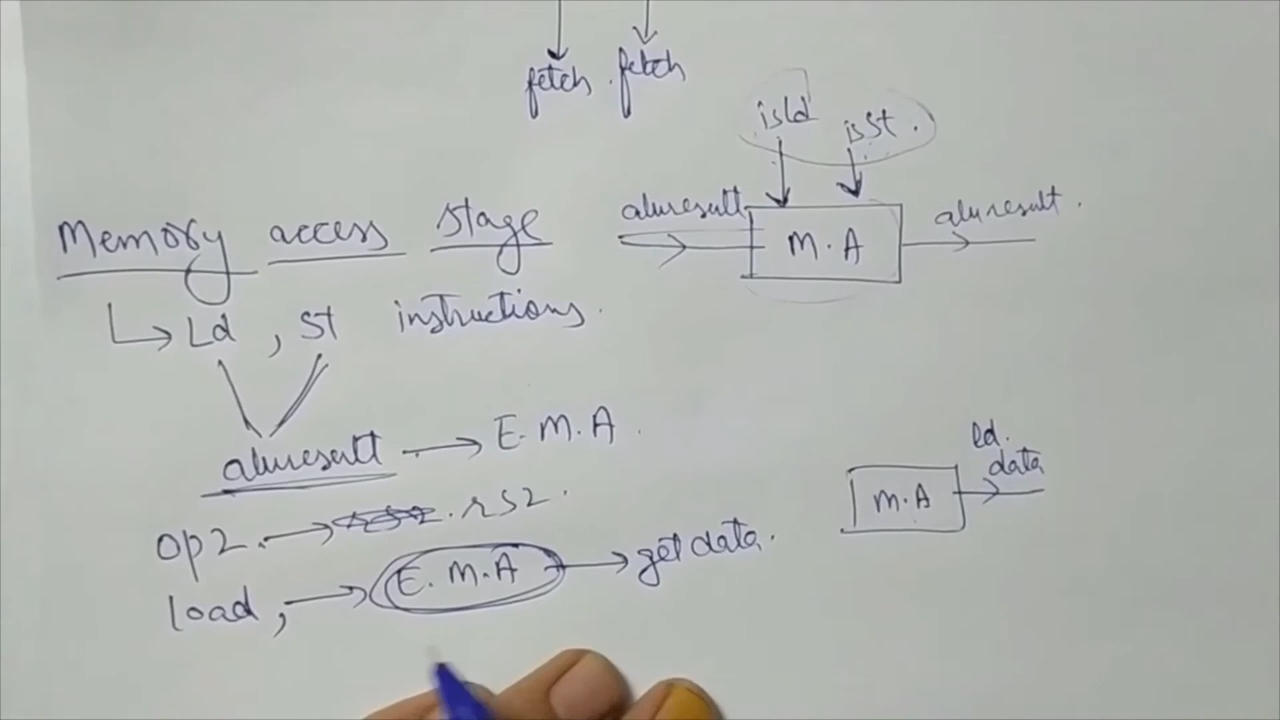 fetch . fetch
isLd isSt .
aluresult M.A aluresult .
Memory access stage
Ld , St instructions .
aluresult E.M.A .
ld. data
M.A
op2 . rs2 .
load , E.M.A get data .